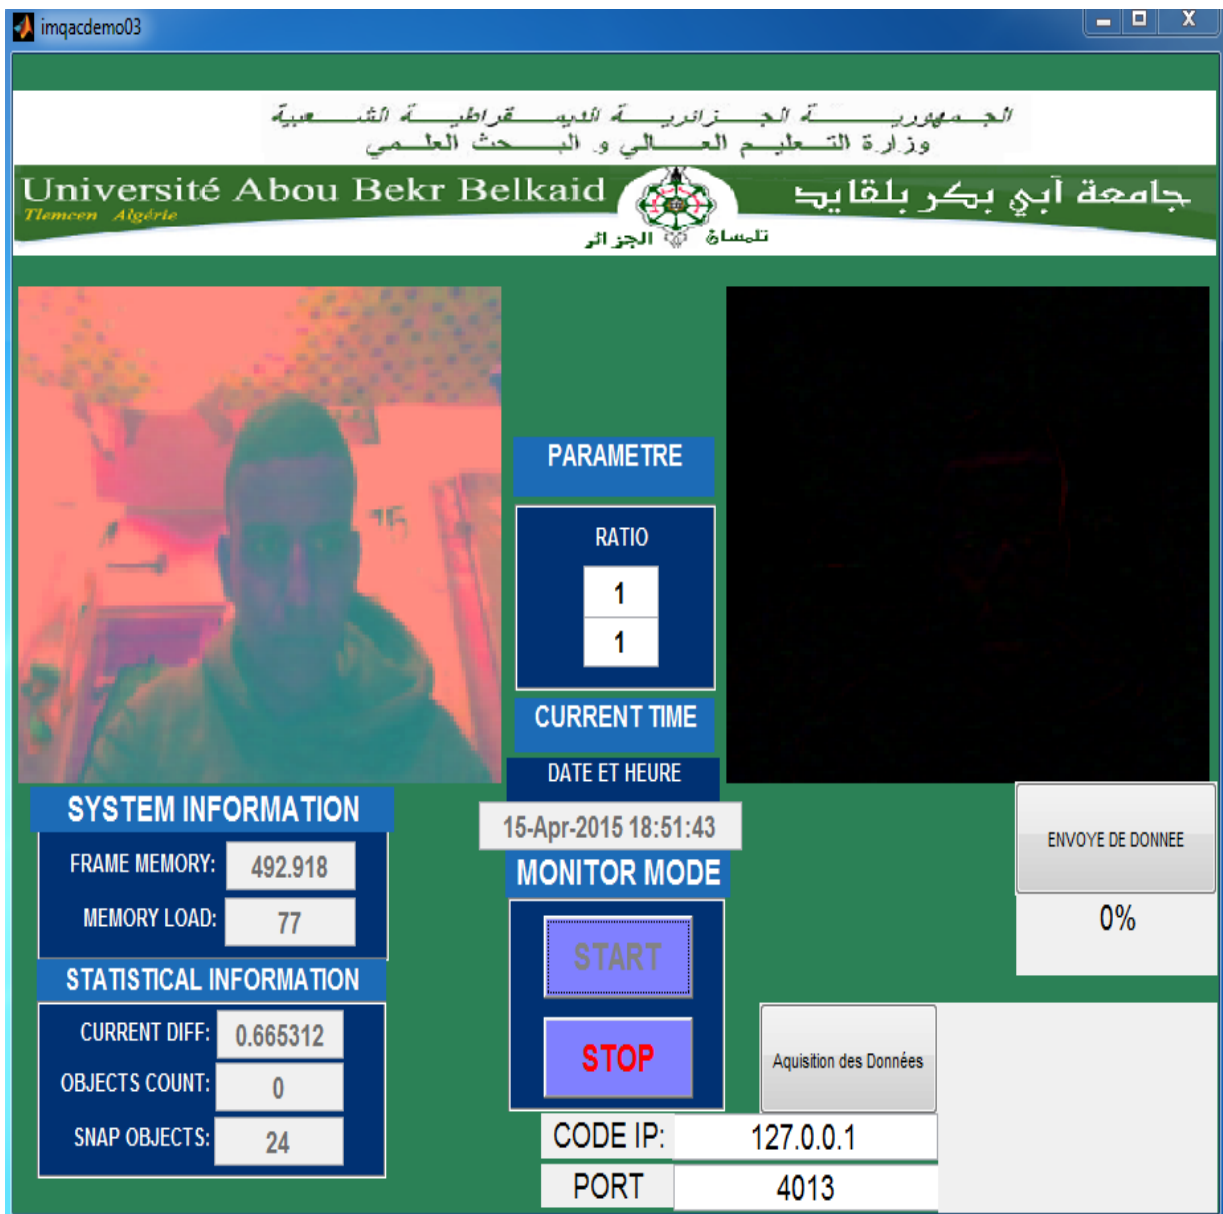 imqacdemo03
الجمهورية الجزائرية الديمقراطية الشعبية
وزارة التعليم العالي و البحث العلمي
Université Abou Bekr Belkaid
جامعة آبي بكر بلقايد
Tlemcen Algérie
تلمسان الجزائر
PARAMETRE
RATIO
1
1
CURRENT TIME
DATE ET HEURE
15-Apr-2015 18:51:43
SYSTEM INFORMATION
FRAME MEMORY: 492.918
MEMORY LOAD: 77
STATISTICAL INFORMATION
CURRENT DIFF: 0.665312
OBJECTS COUNT: 0
SNAP OBJECTS: 24
MONITOR MODE
START
STOP
ENVOYE DE DONNEE
0%
Aquisition des Données
CODE IP: 127.0.0.1
PORT 4013